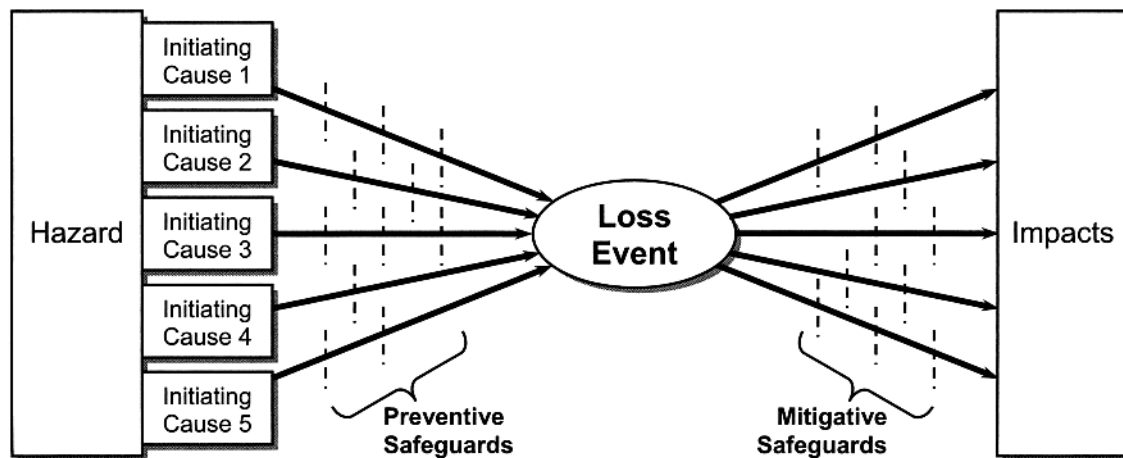 Hazard
Initiating
Cause 1
Initiating
Cause 2
Initiating
Cause 3
Initiating
Cause 4
Initiating
Cause 5
Preventive
Safeguards
Loss
Event
Mitigative
Safeguards
Impacts